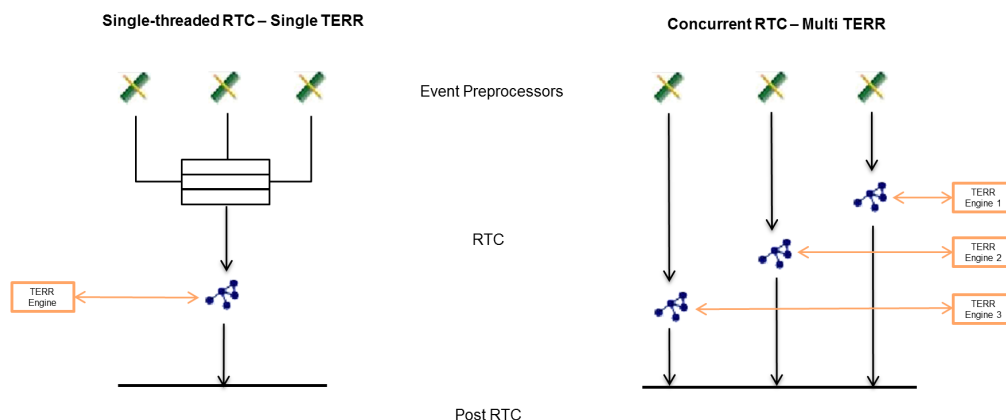 Single-threaded RTC – Single TERR
Concurrent RTC – Multi TERR
Event Preprocessors
TERR
Engine 1
RTC
TERR
Engine 2
TERR
Engine
TERR
Engine 3
Post RTC